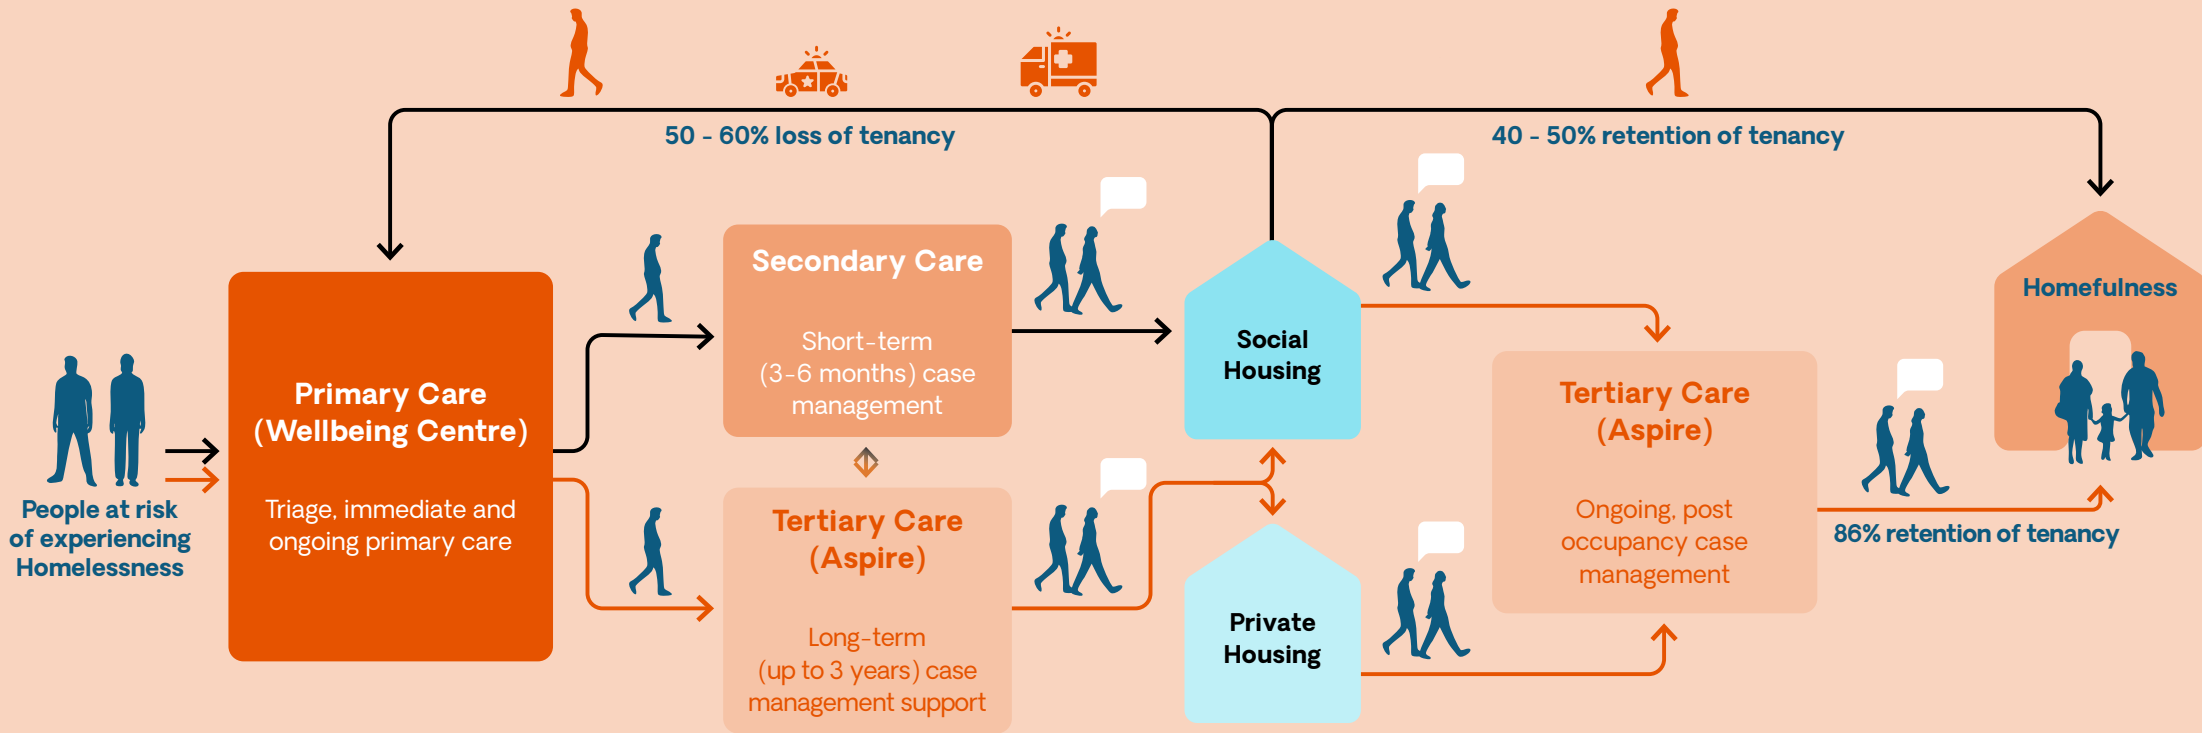 50 - 60% loss of tenancy
40 - 50% retention of tenancy
People at risk
of experiencing
Homelessness
Primary Care
(Wellbeing Centre)
Triage, immediate and
ongoing primary care
Secondary Care
Short-term
(3-6 months) case
management
Tertiary Care
(Aspire)
Long-term
(up to 3 years) case
management support
Social
Housing
Private
Housing
Tertiary Care
(Aspire)
Ongoing, post
occupancy case
management
86% retention of tenancy
Homefulness